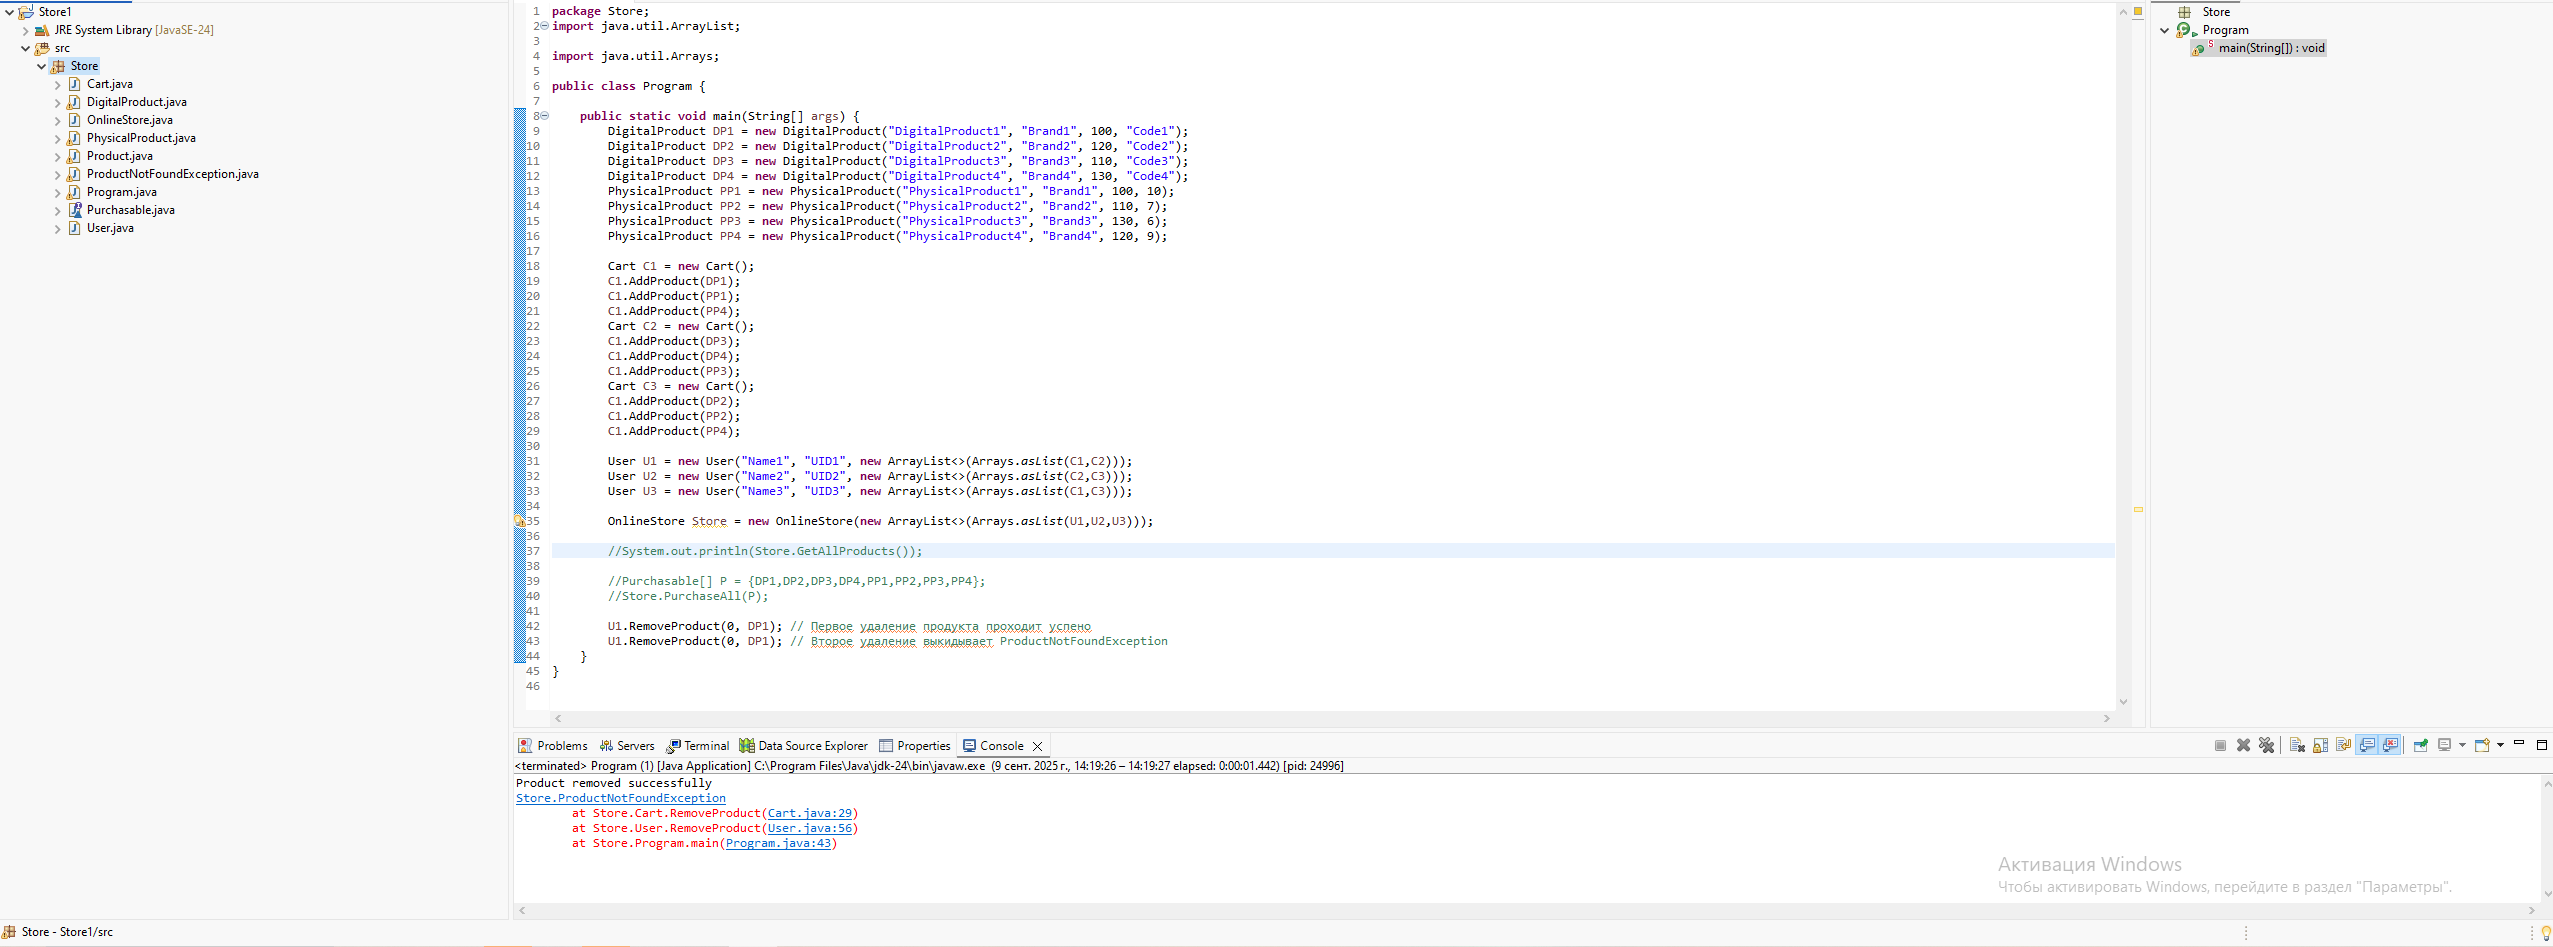 Store1
JRE System Library [JavaSE-24]
src
Store
Cart.java
DigitalProduct.java
OnlineStore.java
PhysicalProduct.java
Product.java
ProductNotFoundException.java
Program.java
Purchasable.java
User.java
1 package Store;
2 import java.util.ArrayList;
3
4 import java.util.Arrays;
5
6 public class Program {
7
8     public static void main(String[] args) {
9         DigitalProduct DP1 = new DigitalProduct("DigitalProduct1", "Brand1", 100, "Code1");
10         DigitalProduct DP2 = new DigitalProduct("DigitalProduct2", "Brand2", 120, "Code2");
11         DigitalProduct DP3 = new DigitalProduct("DigitalProduct3", "Brand3", 110, "Code3");
12         DigitalProduct DP4 = new DigitalProduct("DigitalProduct4", "Brand4", 130, "Code4");
13         PhysicalProduct PP1 = new PhysicalProduct("PhysicalProduct1", "Brand1", 100, 10);
14         PhysicalProduct PP2 = new PhysicalProduct("PhysicalProduct2", "Brand2", 110, 7);
15         PhysicalProduct PP3 = new PhysicalProduct("PhysicalProduct3", "Brand3", 130, 6);
16         PhysicalProduct PP4 = new PhysicalProduct("PhysicalProduct4", "Brand4", 120, 9);
17
18         Cart C1 = new Cart();
19         C1.AddProduct(DP1);
20         C1.AddProduct(PP1);
21         C1.AddProduct(PP4);
22         Cart C2 = new Cart();
23         C1.AddProduct(DP3);
24         C1.AddProduct(DP4);
25         C1.AddProduct(PP3);
26         Cart C3 = new Cart();
27         C1.AddProduct(DP2);
28         C1.AddProduct(PP2);
29         C1.AddProduct(PP4);
30
31         User U1 = new User("Name1", "UID1", new ArrayList<>(Arrays.asList(C1,C2)));
32         User U2 = new User("Name2", "UID2", new ArrayList<>(Arrays.asList(C2,C3)));
33         User U3 = new User("Name3", "UID3", new ArrayList<>(Arrays.asList(C1,C3)));
34
35         OnlineStore Store = new OnlineStore(new ArrayList<>(Arrays.asList(U1,U2,U3)));
36
37         //System.out.println(Store.GetAllProducts());
38
39         //Purchasable[] P = {DP1,DP2,DP3,DP4,PP1,PP2,PP3,PP4};
40         //Store.PurchaseAll(P);
41
42         U1.RemoveProduct(0, DP1); // Первое удаление продукта проходит успено
43         U1.RemoveProduct(0, DP1); // Второе удаление выкидывает ProductNotFoundException
44     }
45 }
46
Store
Program
main(String[]) : void
Problems Servers Terminal Data Source Explorer Properties Console
<terminated> Program (1) [Java Application] C:\Program Files\Java\jdk-24\bin\javaw.exe (9 сент. 2025 г., 14:19:26 – 14:19:27 elapsed: 0:00:01.442) [pid: 24996]
Product removed successfully
Store.ProductNotFoundException
at Store.Cart.RemoveProduct(Cart.java:29)
at Store.User.RemoveProduct(User.java:56)
at Store.Program.main(Program.java:43)
Активация Windows
Чтобы активировать Windows, перейдите в раздел "Параметры".
Store - Store1/src